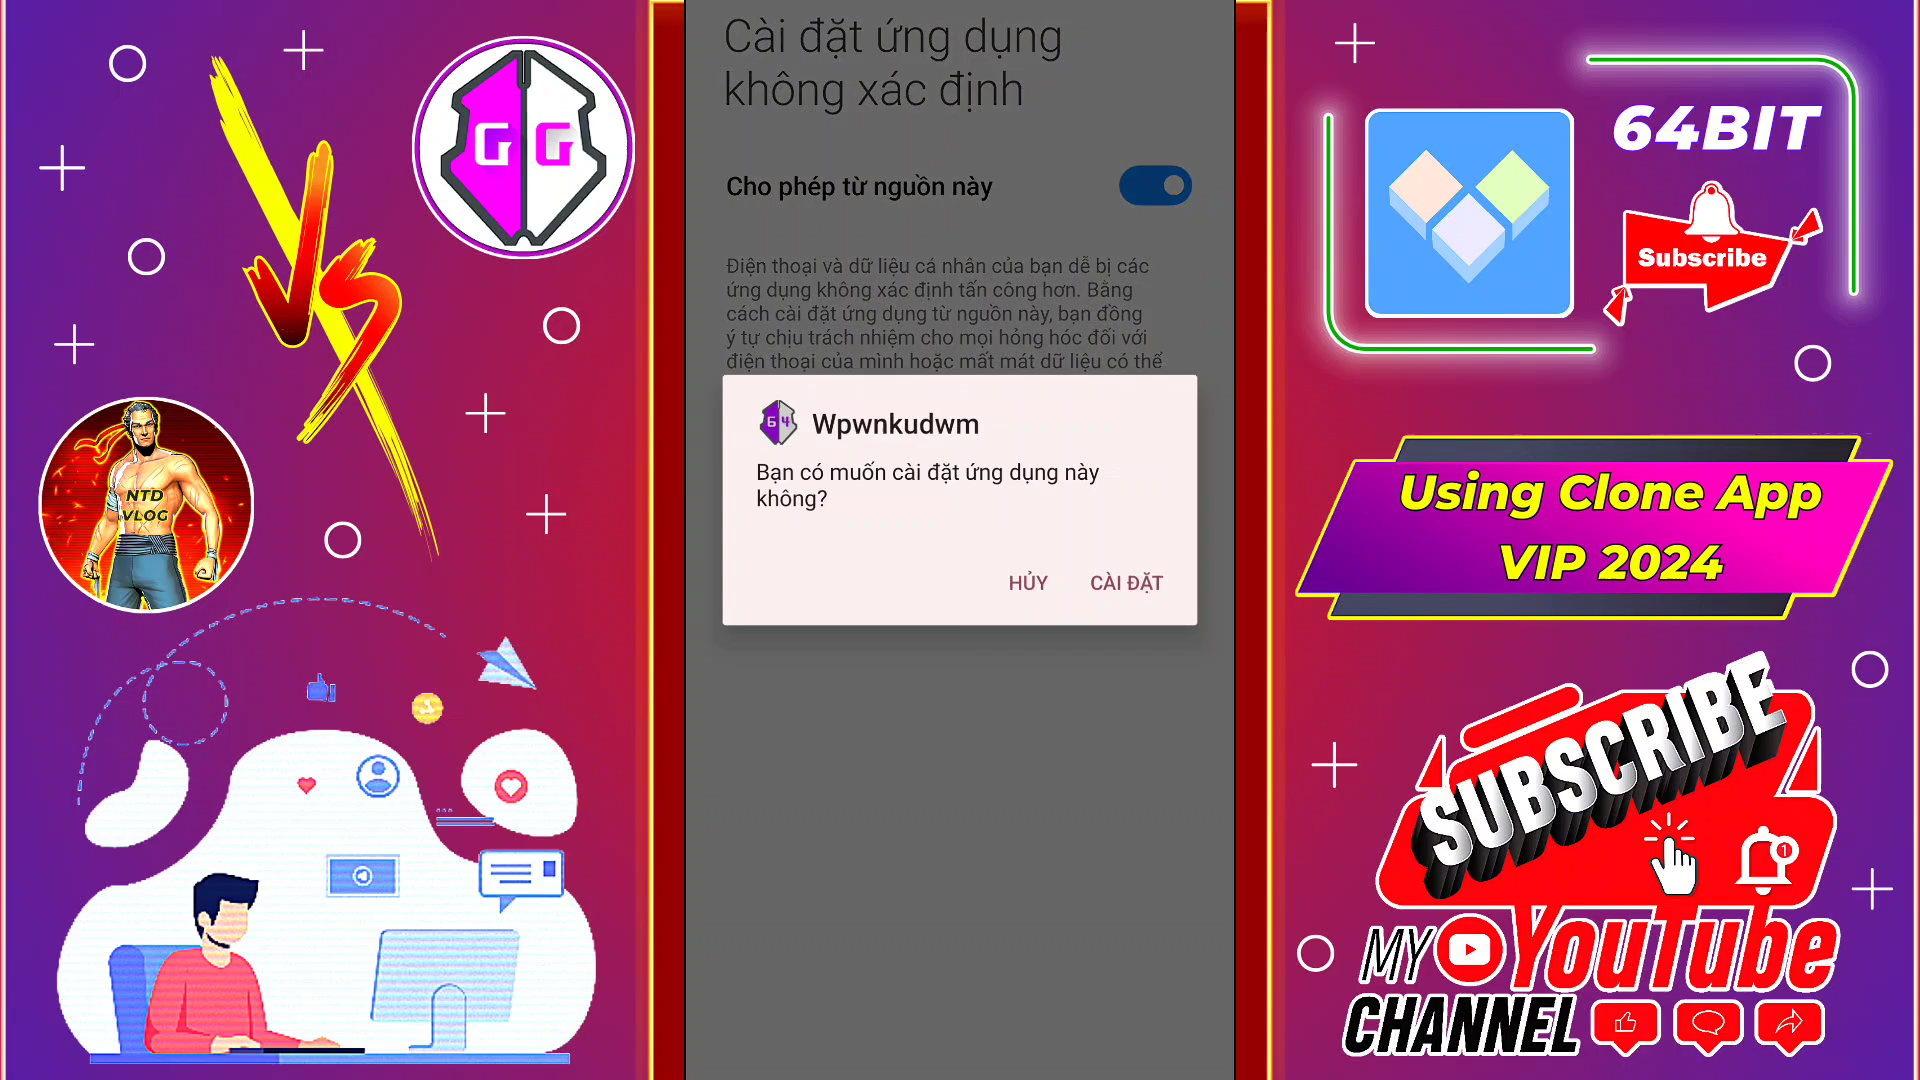 VS
G G
NTD
VLOG
Cài đặt ứng dụng
không xác định
Cho phép từ nguồn này
Điện thoại và dữ liệu cá nhân của bạn dễ bị các
ứng dụng không xác định tấn công hơn. Bằng
cách cài đặt ứng dụng từ nguồn này, bạn đồng
ý tự chịu trách nhiệm cho mọi hỏng hóc đối với
điện thoại của mình hoặc mất mát dữ liệu có thể
64
Wpwnkudwm
Bạn có muốn cài đặt ứng dụng này
không?
HỦY CÀI ĐẶT
64BIT
Subscribe
Using Clone App
VIP 2024
SUBSCRIBE
1
MY YouTube
CHANNEL